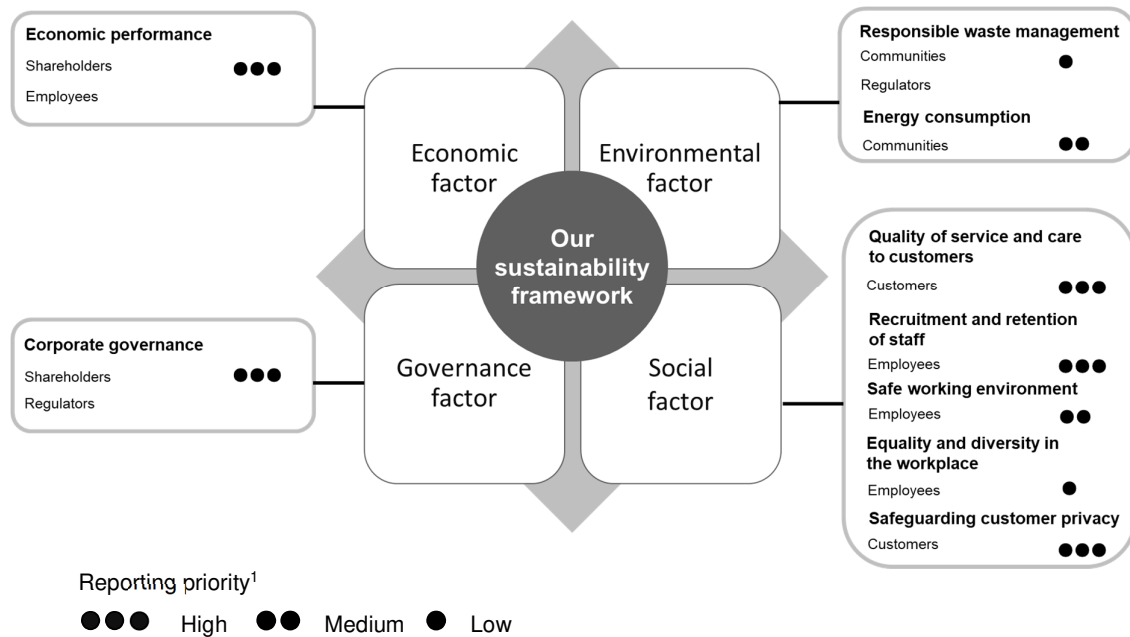 Economic performance
Shareholders
Employees
Responsible waste management
Communities
Regulators
Energy consumption
Communities
Economic
factor
Environmental
factor
Our
sustainability
framework
Corporate governance
Shareholders
Regulators
Governance
factor
Social
factor
Quality of service and care
to customers
Customers
Recruitment and retention
of staff
Employees
Safe working environment
Employees
Equality and diversity in
the workplace
Employees
Safeguarding customer privacy
Customers
Reporting priority¹
High Medium Low